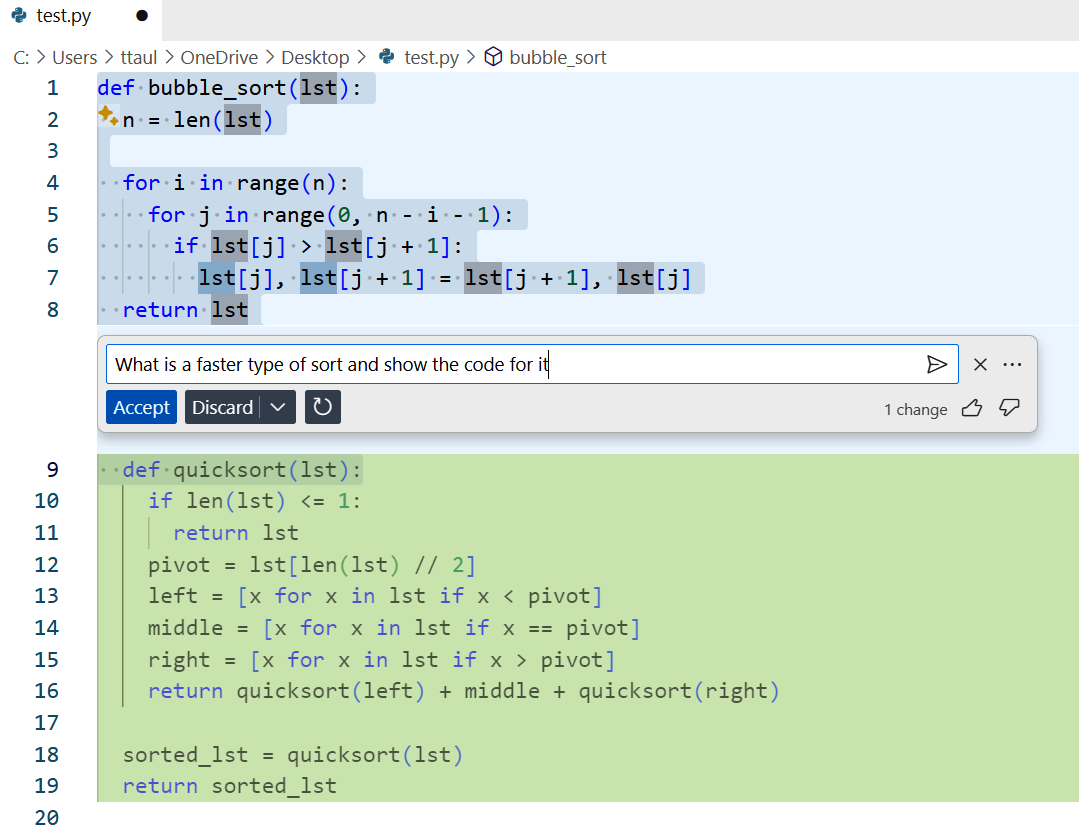 test.py
C: > Users > ttaul > OneDrive > Desktop > test.py > bubble_sort
1 def bubble_sort(lst):
2 n = len(lst)
3
4 for i in range(n):
5 for j in range(0, n - i - 1):
6 if lst[j] > lst[j + 1]:
7 lst[j], lst[j + 1] = lst[j + 1], lst[j]
8 return lst
What is a faster type of sort and show the code for it
Accept Discard 1 change
9 def quicksort(lst):
10 if len(lst) <= 1:
11 return lst
12 pivot = lst[len(lst) // 2]
13 left = [x for x in lst if x < pivot]
14 middle = [x for x in lst if x == pivot]
15 right = [x for x in lst if x > pivot]
16 return quicksort(left) + middle + quicksort(right)
17
18 sorted_lst = quicksort(lst)
19 return sorted_lst
20